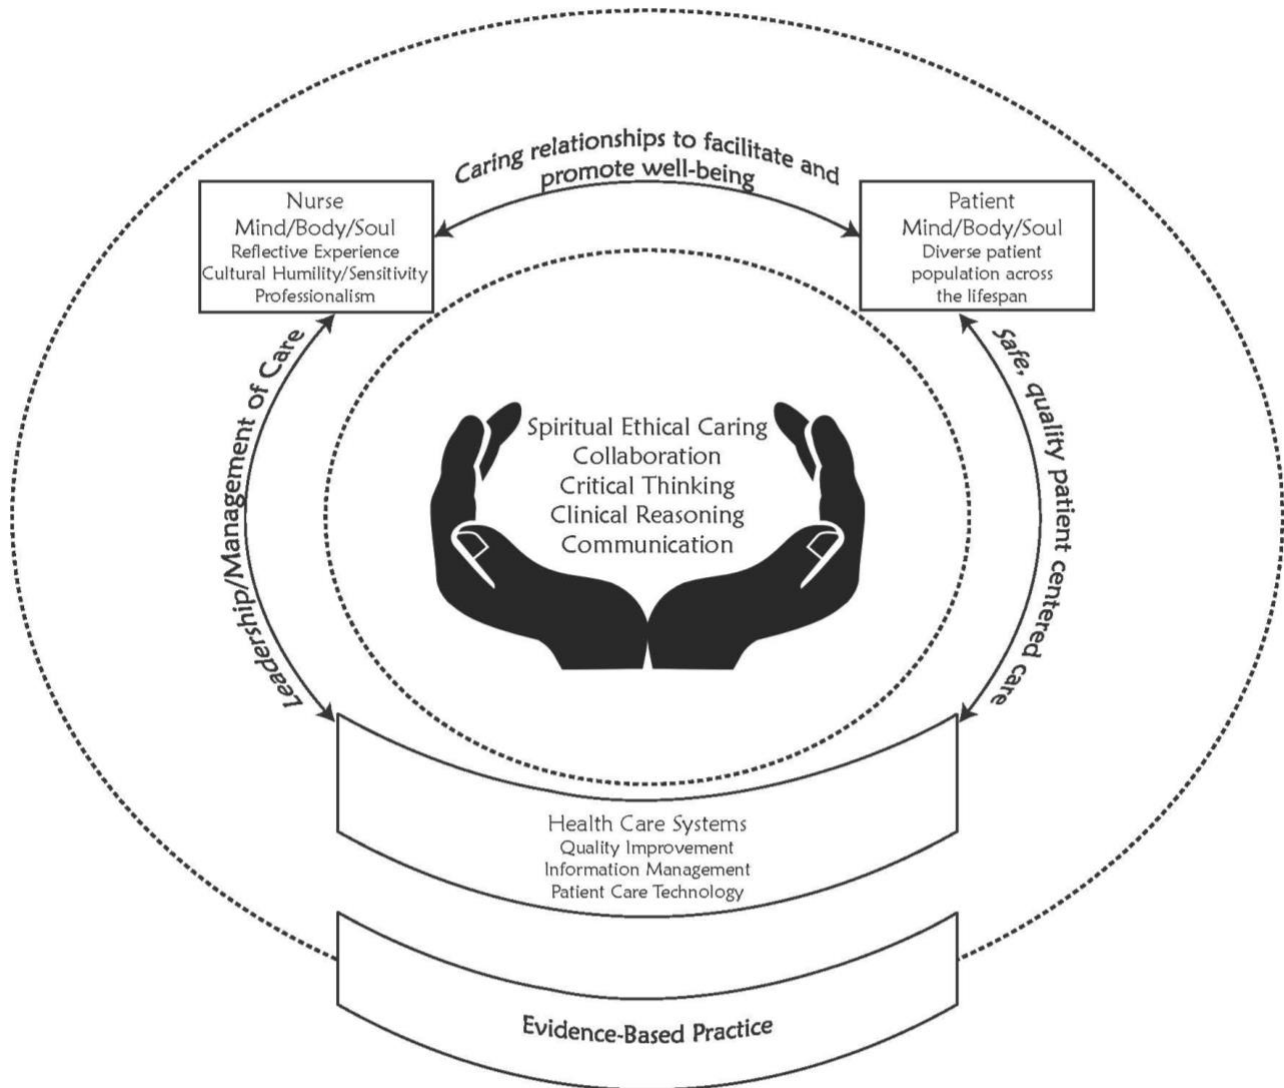 Caring relationships to facilitate and
promote well-being
Nurse
Mind/Body/Soul
Reflective Experience
Cultural Humility/Sensitivity
Professionalism
Patient
Mind/Body/Soul
Diverse patient
population across
the lifespan
Leadership/Management of Care
Safe, quality patient centered care
Spiritual Ethical Caring
Collaboration
Critical Thinking
Clinical Reasoning
Communication
Health Care Systems
Quality Improvement
Information Management
Patient Care Technology
Evidence-Based Practice